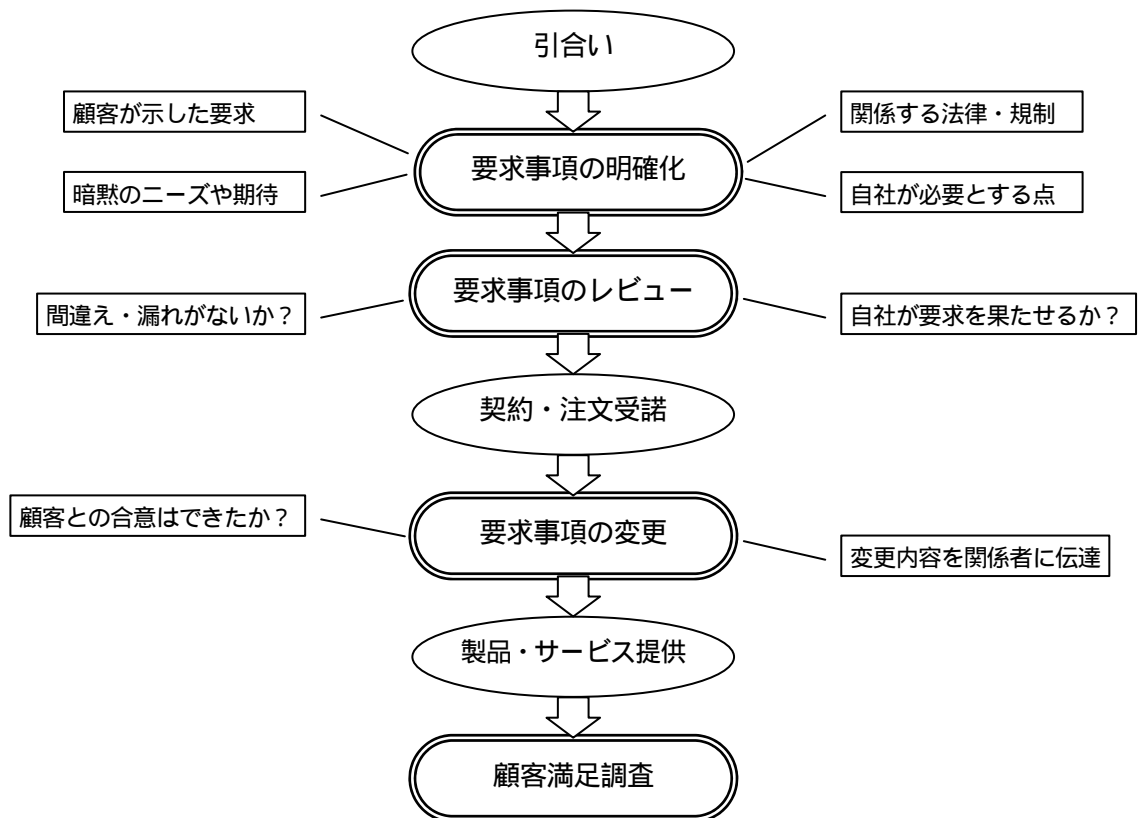 引合い
顧客が示した要求
関係する法律・規制
要求事項の明確化
暗黙のニーズや期待
自社が必要とする点
要求事項のレビュー
間違え・漏れがないか？
自社が要求を果たせるか？
契約・注文受諾
顧客との合意はできたか？
要求事項の変更
変更内容を関係者に伝達
製品・サービス提供
顧客満足調査